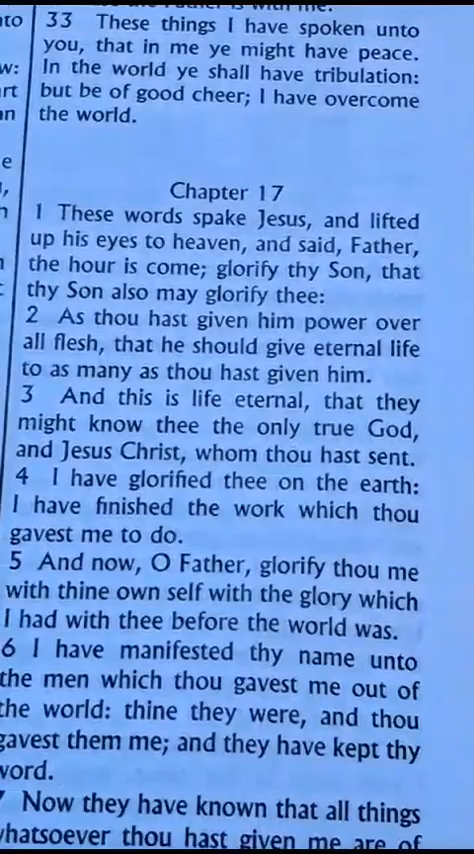 33 These things I have spoken unto
you, that in me ye might have peace.
In the world ye shall have tribulation:
but be of good cheer; I have overcome
the world.
Chapter 17
1 These words spake Jesus, and lifted
up his eyes to heaven, and said, Father,
the hour is come; glorify thy Son, that
thy Son also may glorify thee:
2 As thou hast given him power over
all flesh, that he should give eternal life
to as many as thou hast given him.
3 And this is life eternal, that they
might know thee the only true God,
and Jesus Christ, whom thou hast sent.
4 I have glorified thee on the earth:
I have finished the work which thou
gavest me to do.
5 And now, O Father, glorify thou me
with thine own self with the glory which
I had with thee before the world was.
6 I have manifested thy name unto
the men which thou gavest me out of
the world: thine they were, and thou
gavest them me; and they have kept thy
word.
7 Now they have known that all things
whatsoever thou hast given me are of